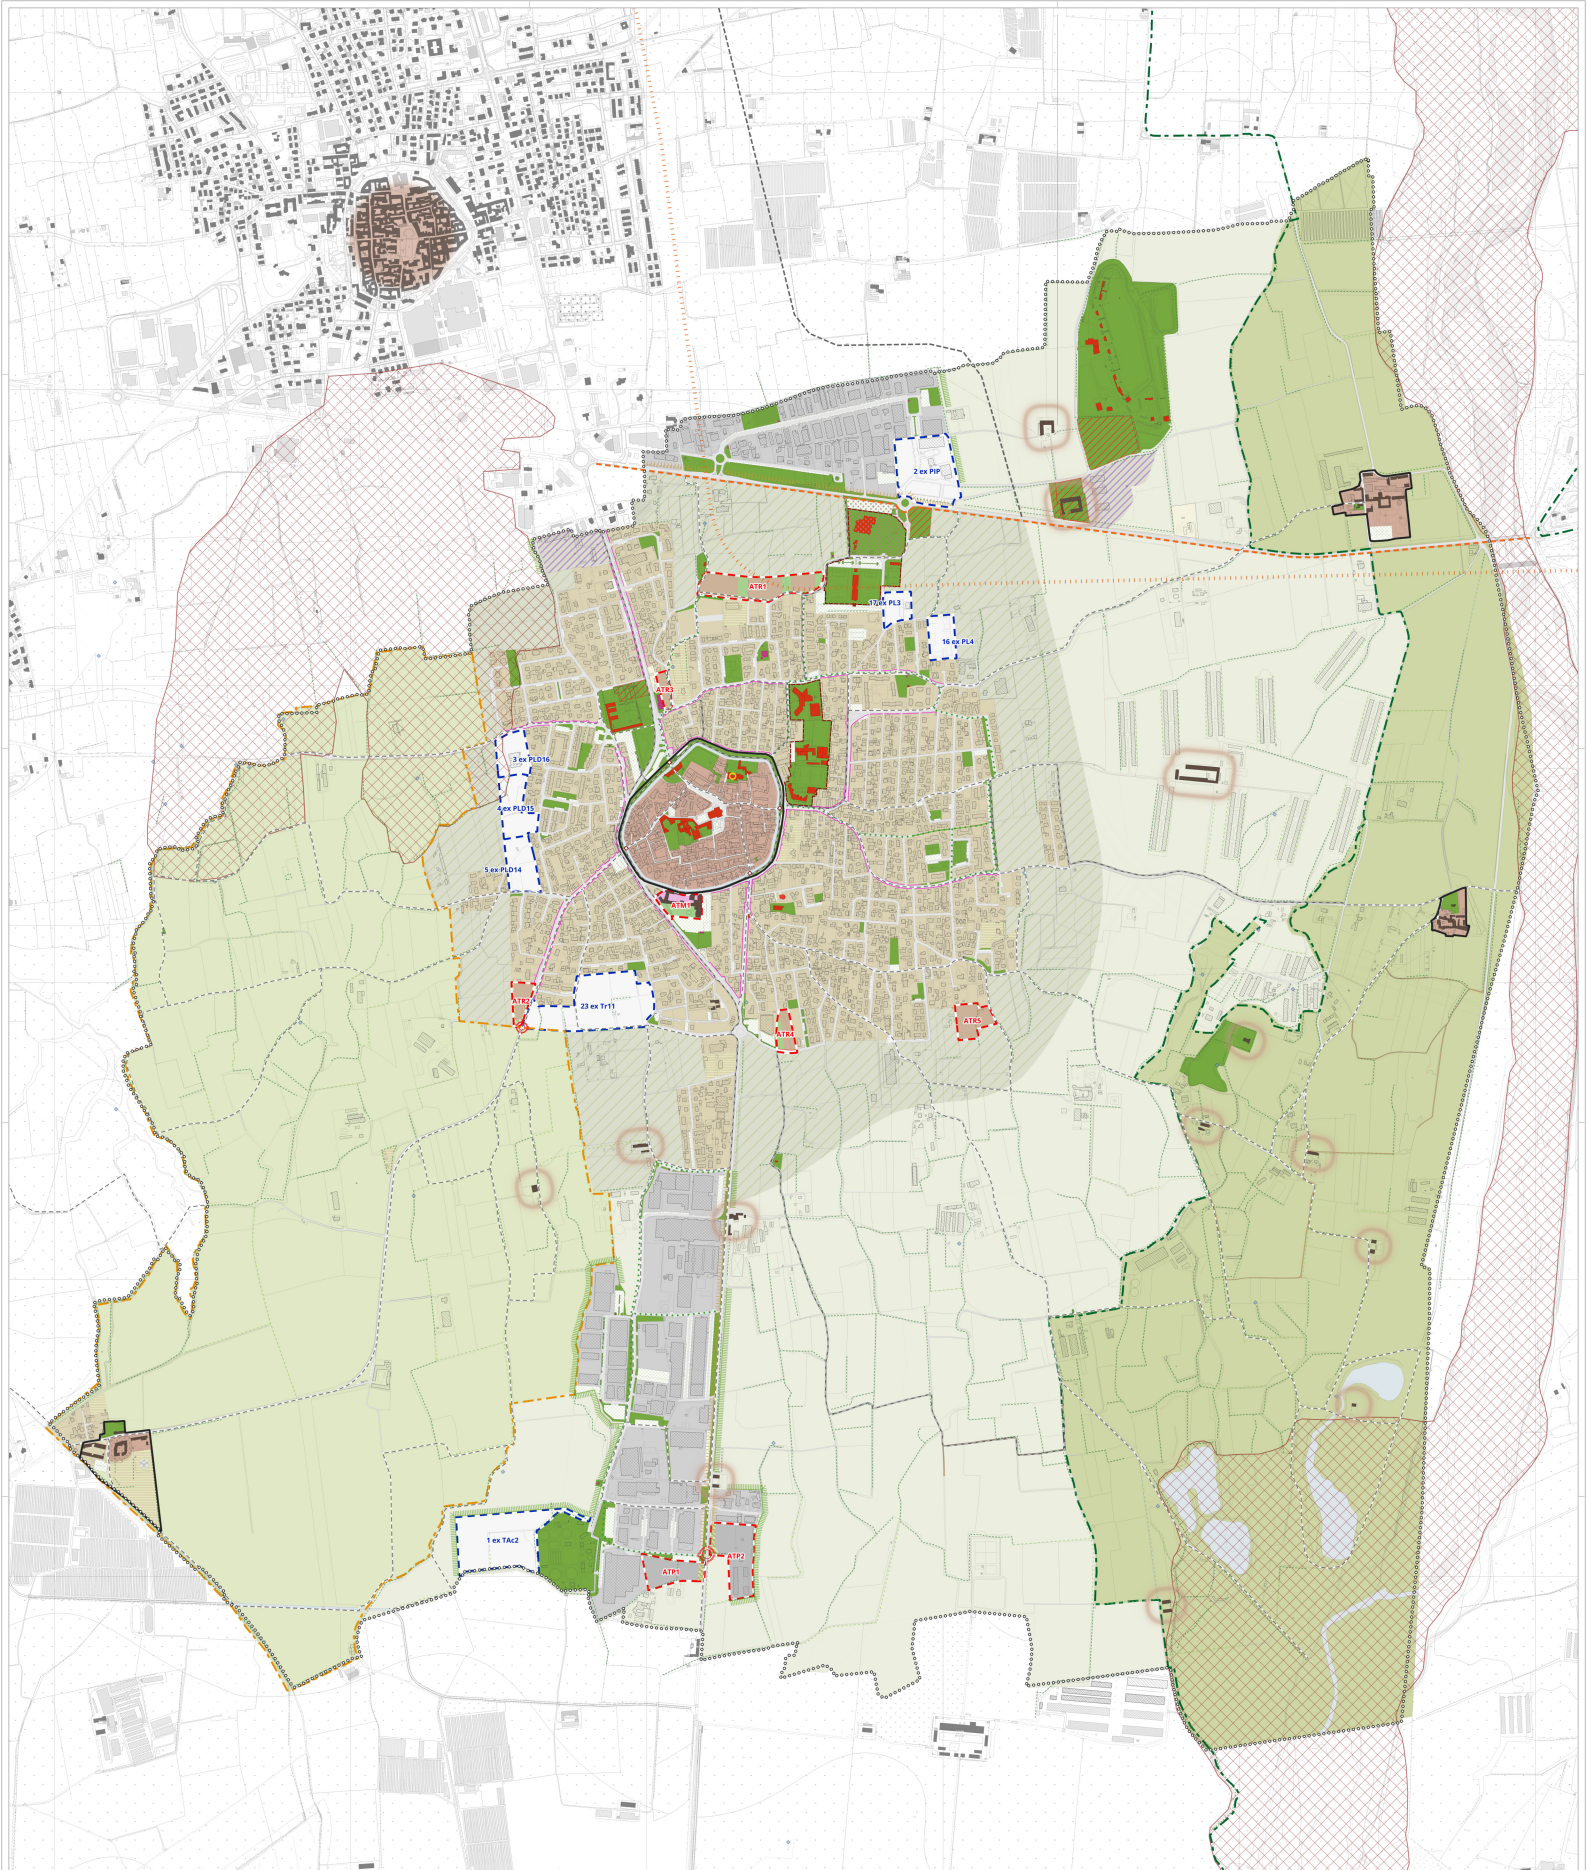 2 ex PIP
ATR1
17 ex PL3
16 ex PL4
ATR3
3 ex PLD16
4 ex PLD15
5 ex PLD14
ATM1
ATR2
23 ex Tr11
ATR4
ATR5
1 ex TAc2
ATP2
ATP1